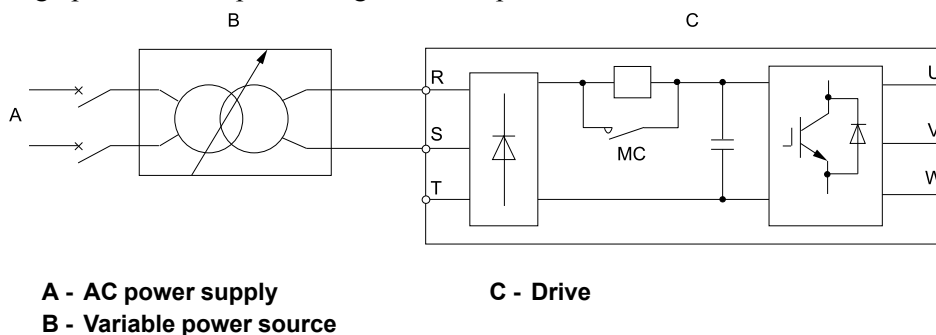 B
C
A
R
S
T
MC
U
V
W
A - AC power supply
C - Drive
B - Variable power source